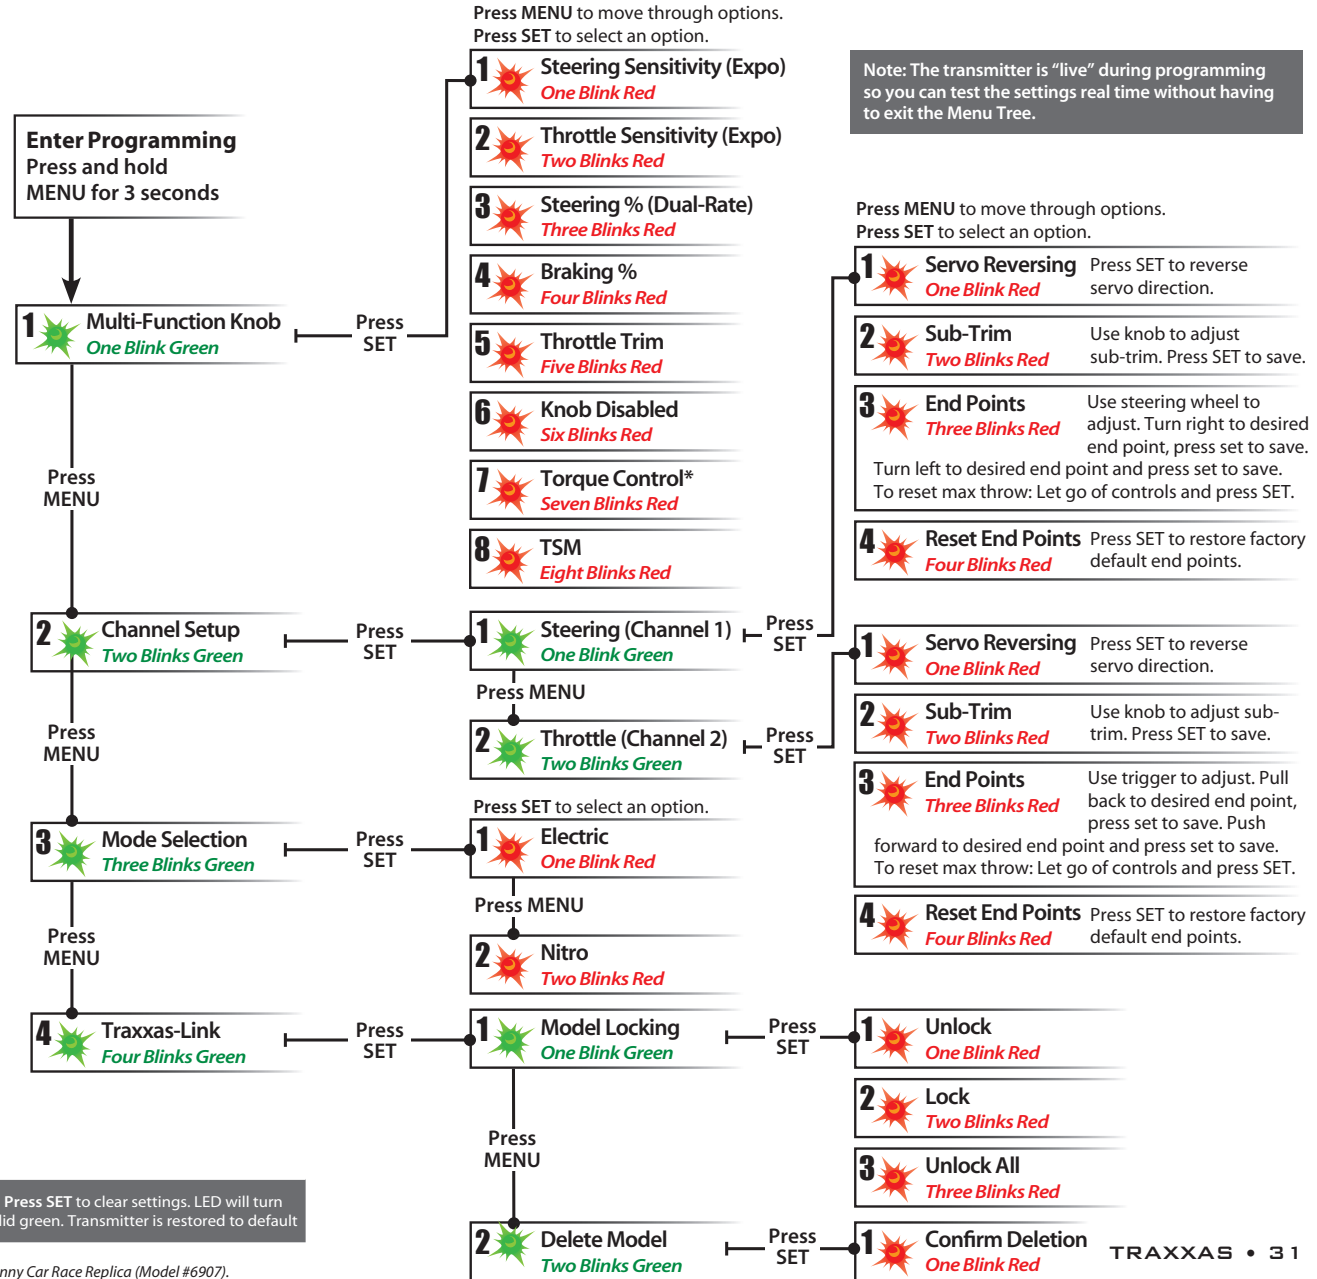 Press MENU to move through options.
Press SET to select an option.
Enter Programming
Press and hold
MENU for 3 seconds
1 Multi-Function Knob
One Blink Green
Press
SET
1 Steering Sensitivity (Expo)
One Blink Red
2 Throttle Sensitivity (Expo)
Two Blinks Red
3 Steering % (Dual-Rate)
Three Blinks Red
4 Braking %
Four Blinks Red
5 Throttle Trim
Five Blinks Red
6 Knob Disabled
Six Blinks Red
7 Torque Control*
Seven Blinks Red
8 TSM
Eight Blinks Red
Note: The transmitter is “live” during programming
so you can test the settings real time without having
to exit the Menu Tree.
Press
MENU
2 Channel Setup
Two Blinks Green
Press
SET
1 Steering (Channel 1)
One Blink Green
Press
SET
Press MENU
2 Throttle (Channel 2)
Two Blinks Green
Press
SET
Press MENU to move through options.
Press SET to select an option.
1 Servo Reversing
One Blink Red
Press SET to reverse
servo direction.
2 Sub-Trim
Two Blinks Red
Use knob to adjust
sub-trim. Press SET to save.
3 End Points
Three Blinks Red
Use steering wheel to
adjust. Turn right to desired
end point, press set to save.
Turn left to desired end point and press set to save.
To reset max throw: Let go of controls and press SET.
4 Reset End Points
Four Blinks Red
Press SET to restore factory
default end points.
1 Servo Reversing
One Blink Red
Press SET to reverse
servo direction.
2 Sub-Trim
Two Blinks Red
Use knob to adjust sub-
trim. Press SET to save.
3 End Points
Three Blinks Red
Use trigger to adjust. Pull
back to desired end point,
press set to save. Push
forward to desired end point and press set to save.
To reset max throw: Let go of controls and press SET.
4 Reset End Points
Four Blinks Red
Press SET to restore factory
default end points.
Press
MENU
3 Mode Selection
Three Blinks Green
Press
SET
Press SET to select an option.
1 Electric
One Blink Red
Press MENU
2 Nitro
Two Blinks Red
Press
MENU
4 Traxxas-Link
Four Blinks Green
Press
SET
1 Model Locking
One Blink Green
Press
SET
1 Unlock
One Blink Red
2 Lock
Two Blinks Red
3 Unlock All
Three Blinks Red
Press
MENU
2 Delete Model
Two Blinks Green
Press
SET
1 Confirm Deletion
One Blink Red
Press SET to clear settings. LED will turn
lid green. Transmitter is restored to default
nny Car Race Replica (Model #6907).
TRAXXAS • 31